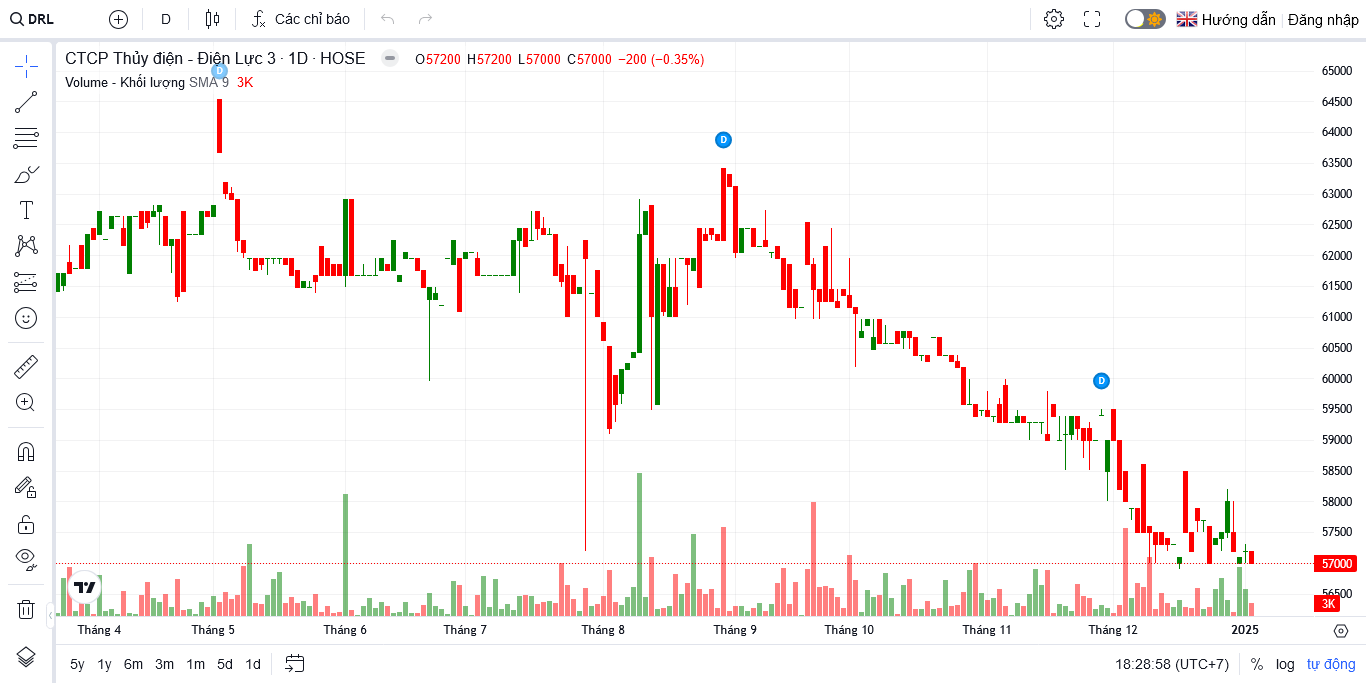 DRL D Các chỉ báo Hướng dẫn Đăng nhập
CTCP Thủy điện - Điện Lực 3 · 1D · HOSE O57200 H57200 L57000 C57000 −200 (−0.35%)
Volume - Khối lượng SMA 9 3K
D
D
D
65000
64500
64000
63500
63000
62500
62000
61500
61000
60500
60000
59500
59000
58500
58000
57500
57000
56500
3K
Tháng 4 Tháng 5 Tháng 6 Tháng 7 Tháng 8 Tháng 9 Tháng 10 Tháng 11 Tháng 12 2025
5y 1y 6m 3m 1m 5d 1d 18:28:58 (UTC+7) % log tự động